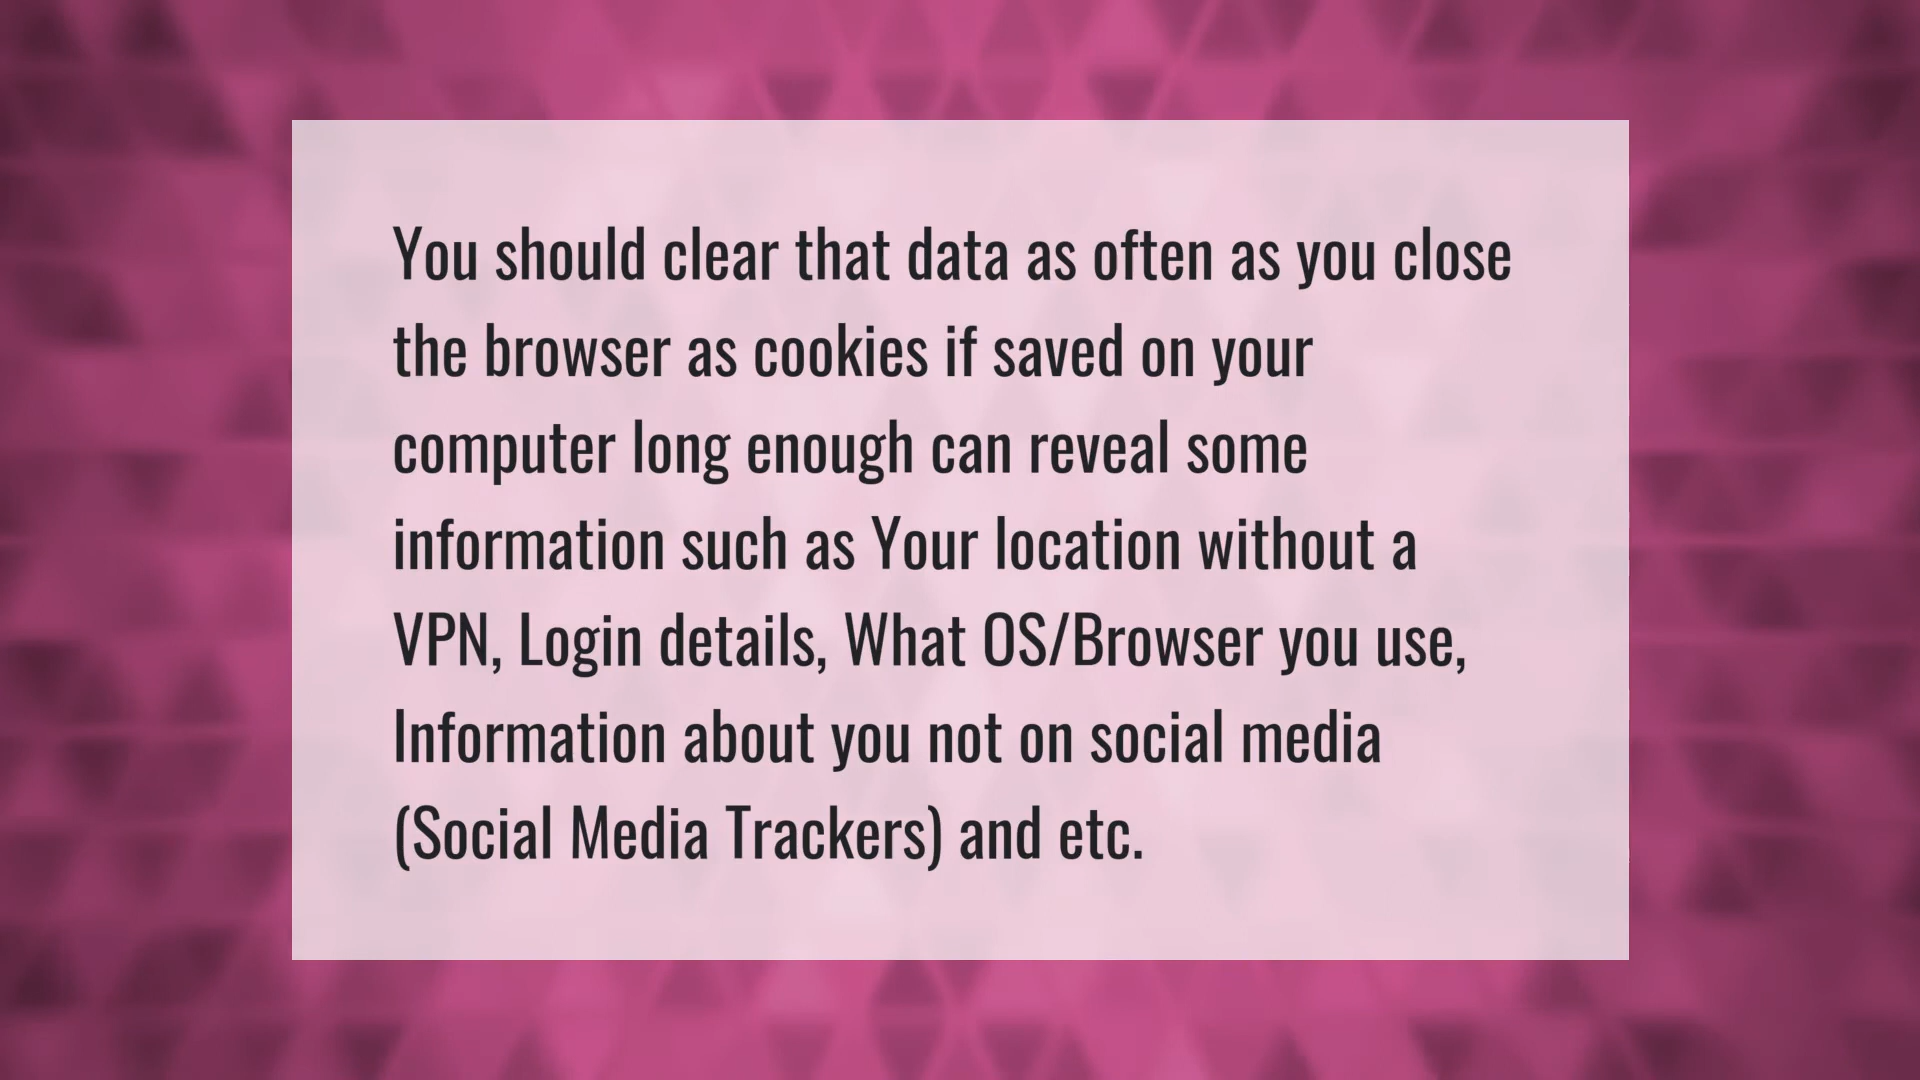 You should clear that data as often as you close
the browser as cookies if saved on your
computer long enough can reveal some
information such as Your location without a
VPN, Login details, What OS/Browser you use,
Information about you not on social media
(Social Media Trackers) and etc.